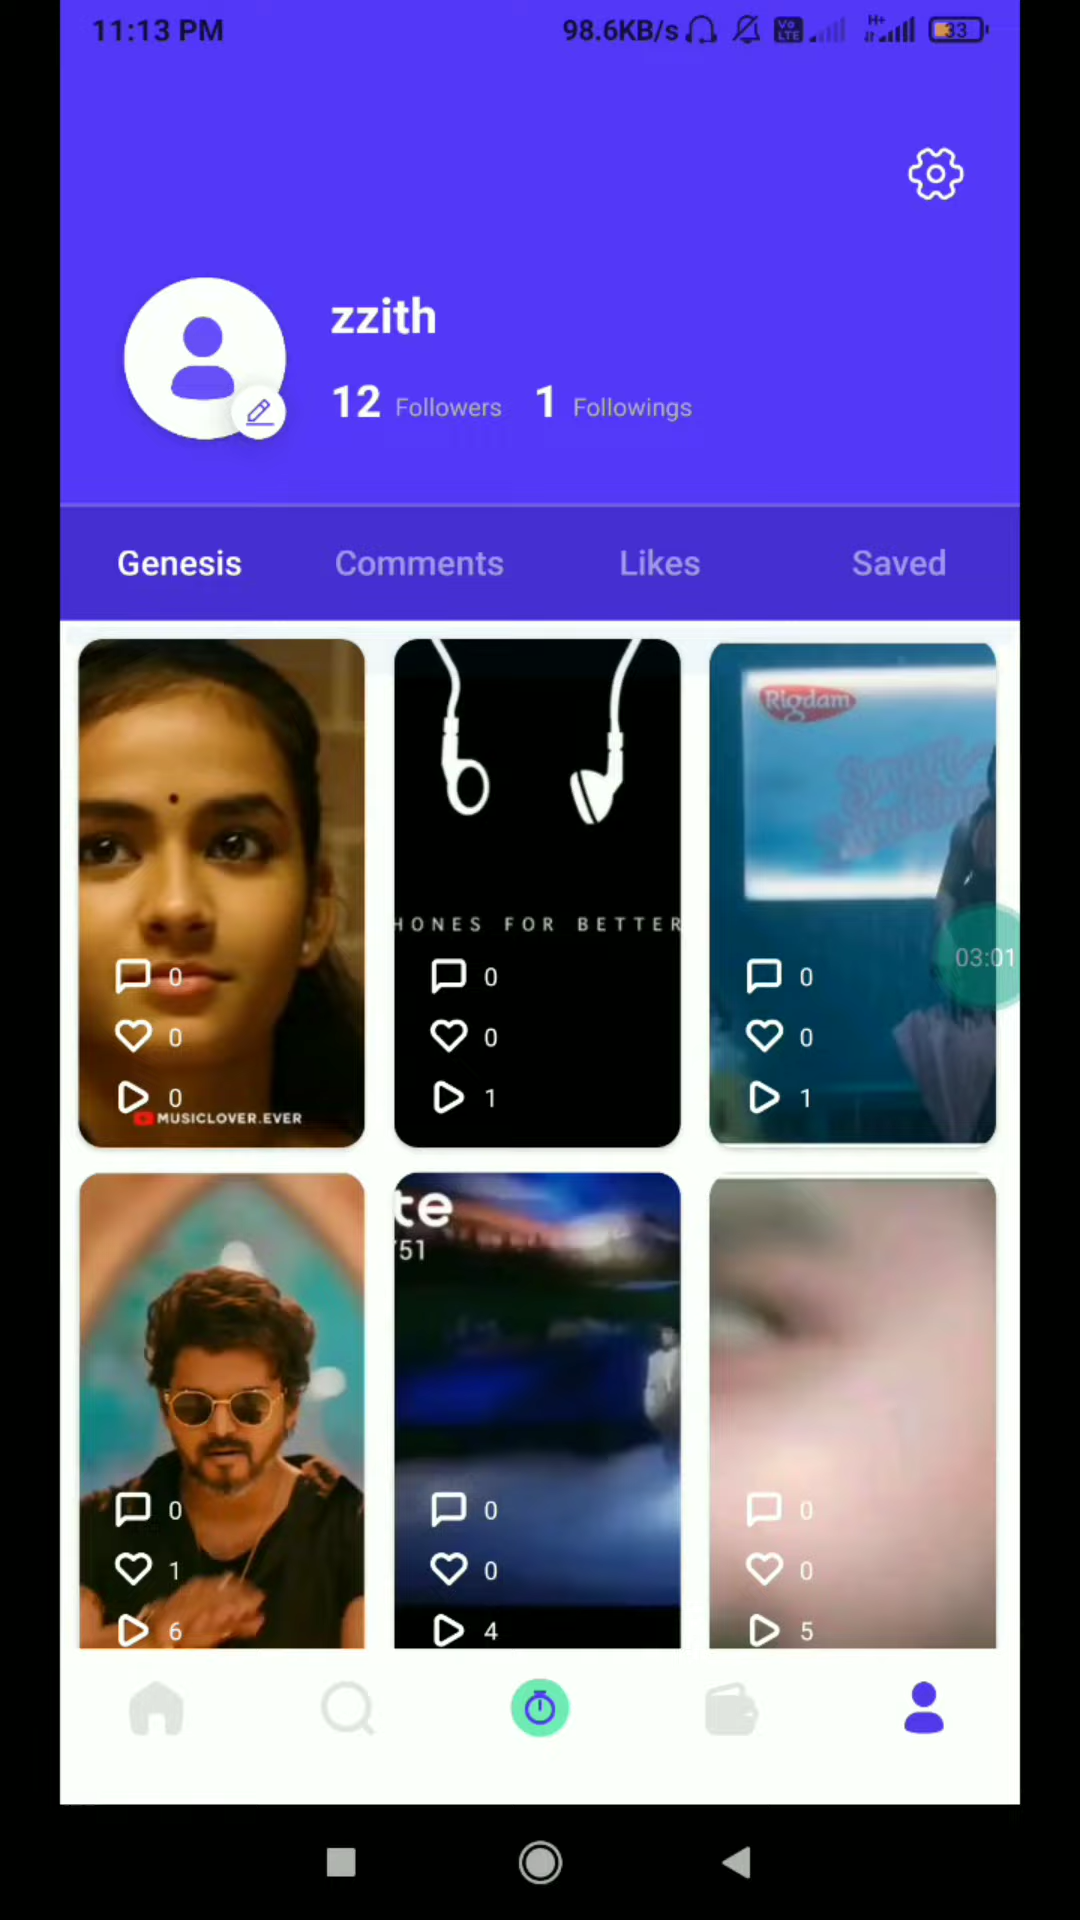 11:13 PM
98.6KB/s
Vo
LTE
H+
33
zzith
12 Followers 1 Followings
Genesis Comments Likes Saved
Rigdam
HONES FOR BETTER
03:01
0 0 0
0 0 0
0 1 1
MUSICLOVER.EVER
te
51
0 0 0
1 0 0
6 4 5